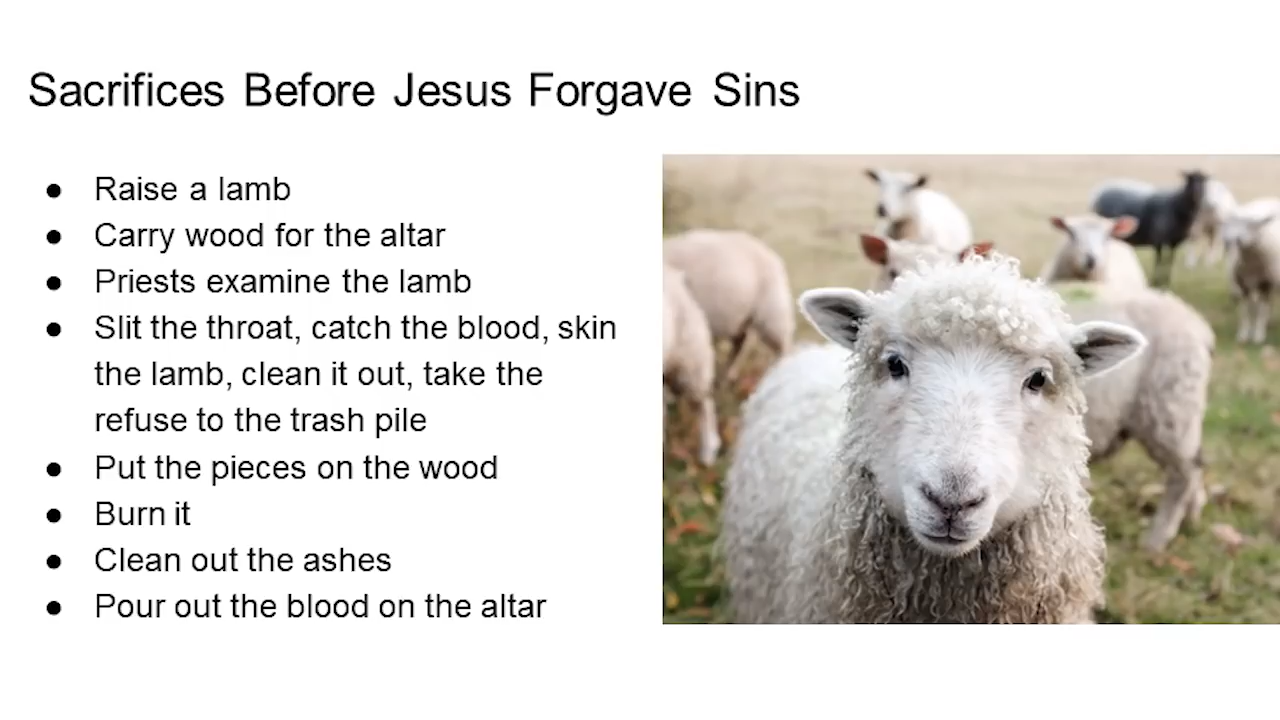 Sacrifices Before Jesus Forgave Sins
● Raise a lamb
● Carry wood for the altar
● Priests examine the lamb
● Slit the throat, catch the blood, skin
the lamb, clean it out, take the
refuse to the trash pile
● Put the pieces on the wood
● Burn it
● Clean out the ashes
● Pour out the blood on the altar